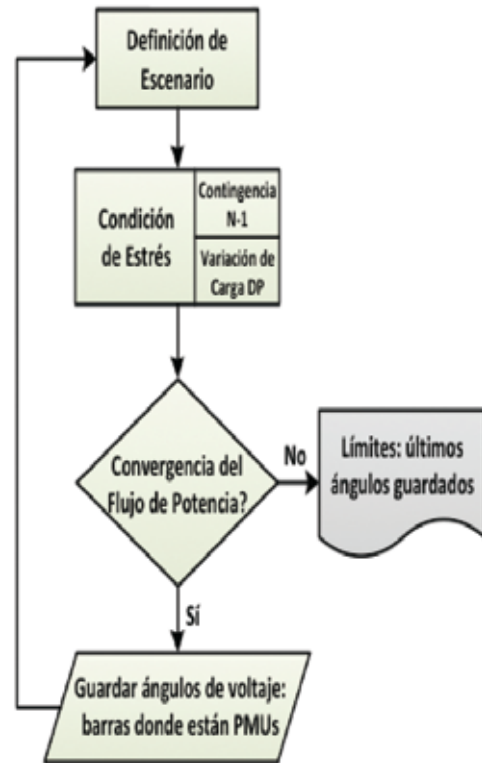 Definición de
Escenario
Condición
de Estrés
Contingencia
N-1
Variación de
Carga DP
Convergencia del
Flujo de Potencia?
No
Límites: últimos
ángulos guardados
Sí
Guardar ángulos de voltaje:
barras donde están PMUs